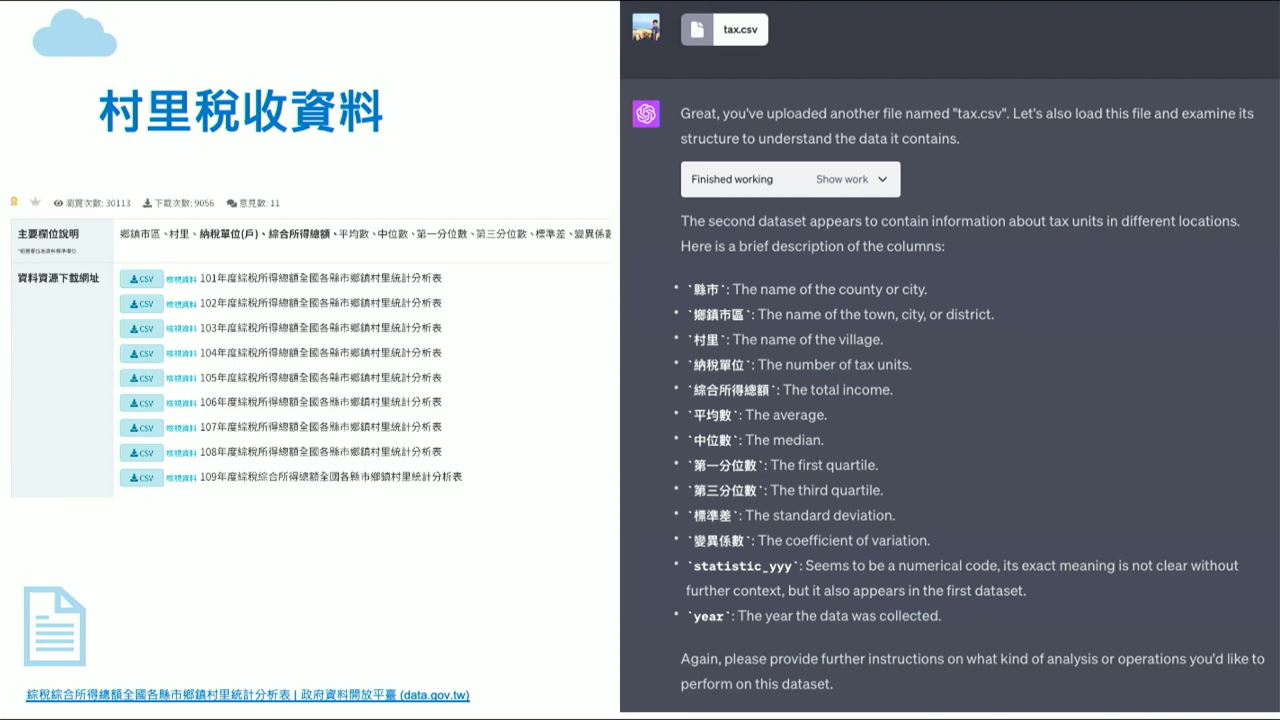 村里稅收資料
瀏覽次數: 30113 下載次數: 9056 意見數: 11
主要欄位說明
鄉鎮市區、村里、納稅單位(戶)、綜合所得總額、平均數、中位數、第一分位數、第三分位數、標準差、變異係數
*粗體欄位為資料標準欄位
資料資源下載網址
CSV 檢視資料 101年度綜稅所得總額全國各縣市鄉鎮村里統計分析表
CSV 檢視資料 102年度綜稅所得總額全國各縣市鄉鎮村里統計分析表
CSV 檢視資料 103年度綜稅所得總額全國各縣市鄉鎮村里統計分析表
CSV 檢視資料 104年度綜稅所得總額全國各縣市鄉鎮村里統計分析表
CSV 檢視資料 105年度綜稅所得總額全國各縣市鄉鎮村里統計分析表
CSV 檢視資料 106年度綜稅所得總額全國各縣市鄉鎮村里統計分析表
CSV 檢視資料 107年度綜稅所得總額全國各縣市鄉鎮村里統計分析表
CSV 檢視資料 108年度綜稅所得總額全國各縣市鄉鎮村里統計分析表
CSV 檢視資料 109年度綜稅綜合所得總額全國各縣市鄉鎮村里統計分析表
綜稅綜合所得總額全國各縣市鄉鎮村里統計分析表 | 政府資料開放平臺 (data.gov.tw)
tax.csv
Great, you've uploaded another file named "tax.csv". Let's also load this file and examine its
structure to understand the data it contains.
Finished working Show work
The second dataset appears to contain information about tax units in different locations.
Here is a brief description of the columns:
• `縣市`: The name of the county or city.
• `鄉鎮市區`: The name of the town, city, or district.
• `村里`: The name of the village.
• `納稅單位`: The number of tax units.
• `綜合所得總額`: The total income.
• `平均數`: The average.
• `中位數`: The median.
• `第一分位數`: The first quartile.
• `第三分位數`: The third quartile.
• `標準差`: The standard deviation.
• `變異係數`: The coefficient of variation.
• `statistic_yyy`: Seems to be a numerical code, its exact meaning is not clear without
further context, but it also appears in the first dataset.
• `year`: The year the data was collected.
Again, please provide further instructions on what kind of analysis or operations you'd like to
perform on this dataset.